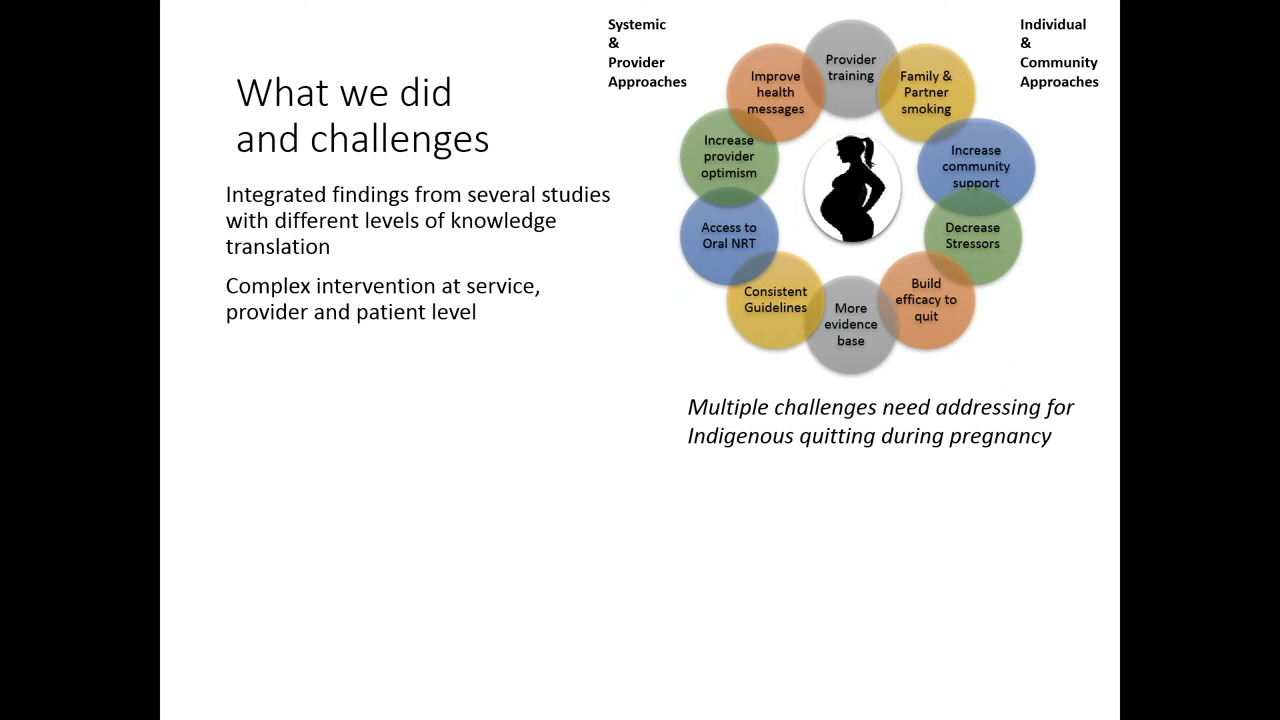 What we did
and challenges
Integrated findings from several studies
with different levels of knowledge
translation
Complex intervention at service,
provider and patient level
Systemic
&
Provider
Approaches
Individual
&
Community
Approaches
Provider
training
Family &
Partner
smoking
Increase
community
support
Decrease
Stressors
Build
efficacy to
quit
More
evidence
base
Consistent
Guidelines
Access to
Oral NRT
Increase
provider
optimism
Improve
health
messages
Multiple challenges need addressing for
Indigenous quitting during pregnancy